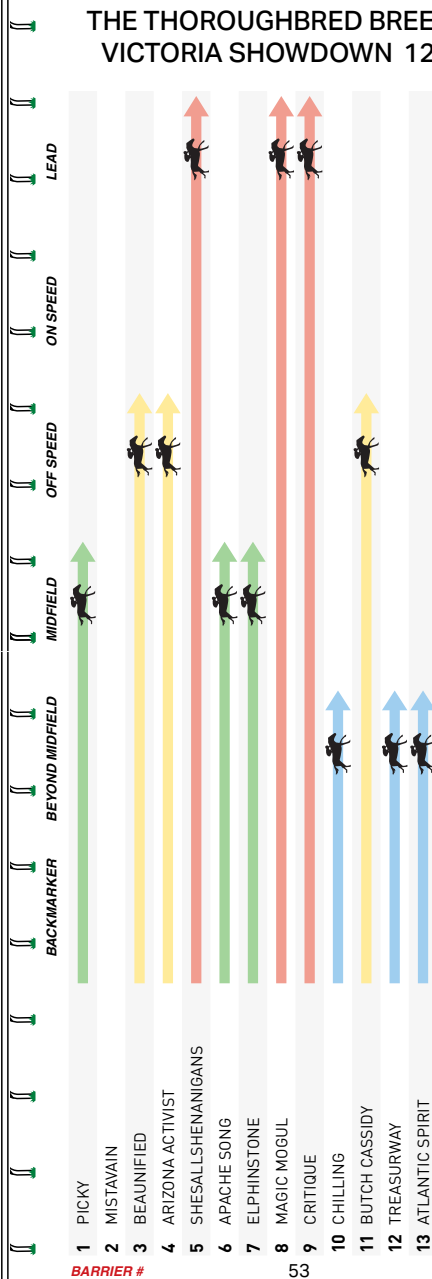 THE THOROUGHBRED BREE
VICTORIA SHOWDOWN 12
LEAD
ON SPEED
OFF SPEED
MIDFIELD
BEYOND MIDFIELD
BACKMARKER
1 PICKY
2 MISTAVAIN
3 BEAUNIFIED
4 ARIZONA ACTIVIST
5 SHESALLSHENANIGANS
6 APACHE SONG
7 ELPHINSTONE
8 MAGIC MOGUL
9 CRITIQUE
10 CHILLING
11 BUTCH CASSIDY
12 TREASURWAY
13 ATLANTIC SPIRIT
BARRIER #
53